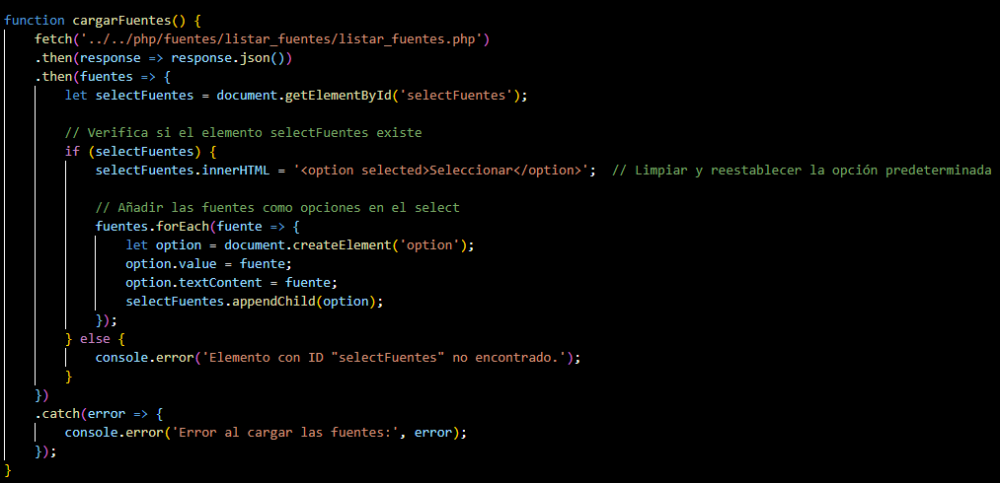 function cargarFuentes() {
fetch('../../php/fuentes/listar_fuentes/listar_fuentes.php')
.then(response => response.json())
.then(fuentes => {
let selectFuentes = document.getElementById('selectFuentes');
// Verifica si el elemento selectFuentes existe
if (selectFuentes) {
selectFuentes.innerHTML = '<option selected>Seleccionar</option>';  // Limpiar y reestablecer la opción predeterminada
// Añadir las fuentes como opciones en el select
fuentes.forEach(fuente => {
let option = document.createElement('option');
option.value = fuente;
option.textContent = fuente;
selectFuentes.appendChild(option);
});
} else {
console.error('Elemento con ID "selectFuentes" no encontrado.');
}
})
.catch(error => {
console.error('Error al cargar las fuentes:', error);
});
}